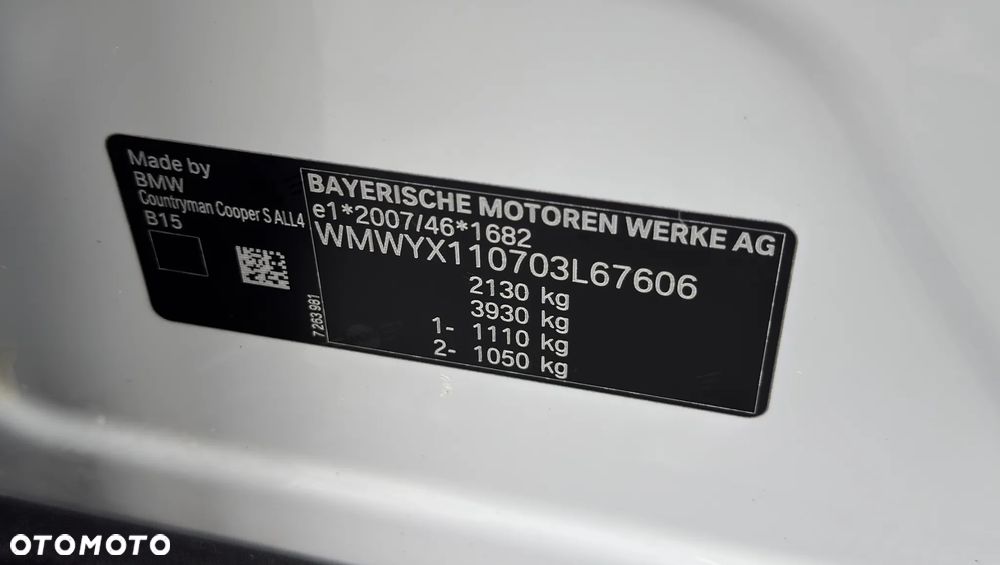 Made by
BMW
Countryman Cooper S ALL4
B15
7 263 981
BAYERISCHE MOTOREN WERKE AG
e1*2007/46*1682
WMWYX110703L67606
2130 kg
3930 kg
1- 1110 kg
2- 1050 kg
OTOMOTO